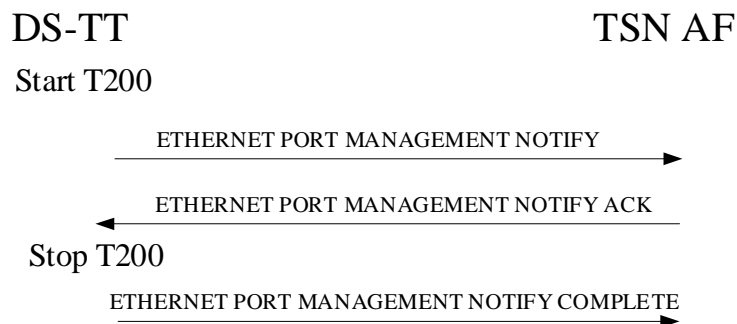 DS-TT TSN AF
Start T200
ETHERNET PORT MANAGEMENT NOTIFY
ETHERNET PORT MANAGEMENT NOTIFY ACK
Stop T200
ETHERNET PORT MANAGEMENT NOTIFY COMPLETE